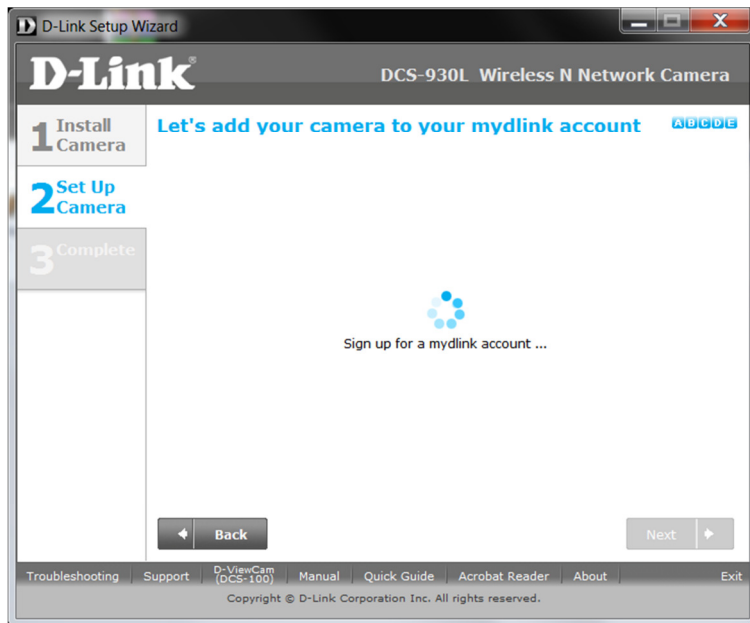 D-Link Setup Wizard
D-Link®
DCS-930L Wireless N Network Camera
1 Install
Camera
Let's add your camera to your mydlink account
A B C D E
2 Set Up
Camera
3 Complete
Sign up for a mydlink account ...
Back
Next
Troubleshooting
Support
D-ViewCam
(DCS-100)
Manual
Quick Guide
Acrobat Reader
About
Exit
Copyright © D-Link Corporation Inc. All rights reserved.